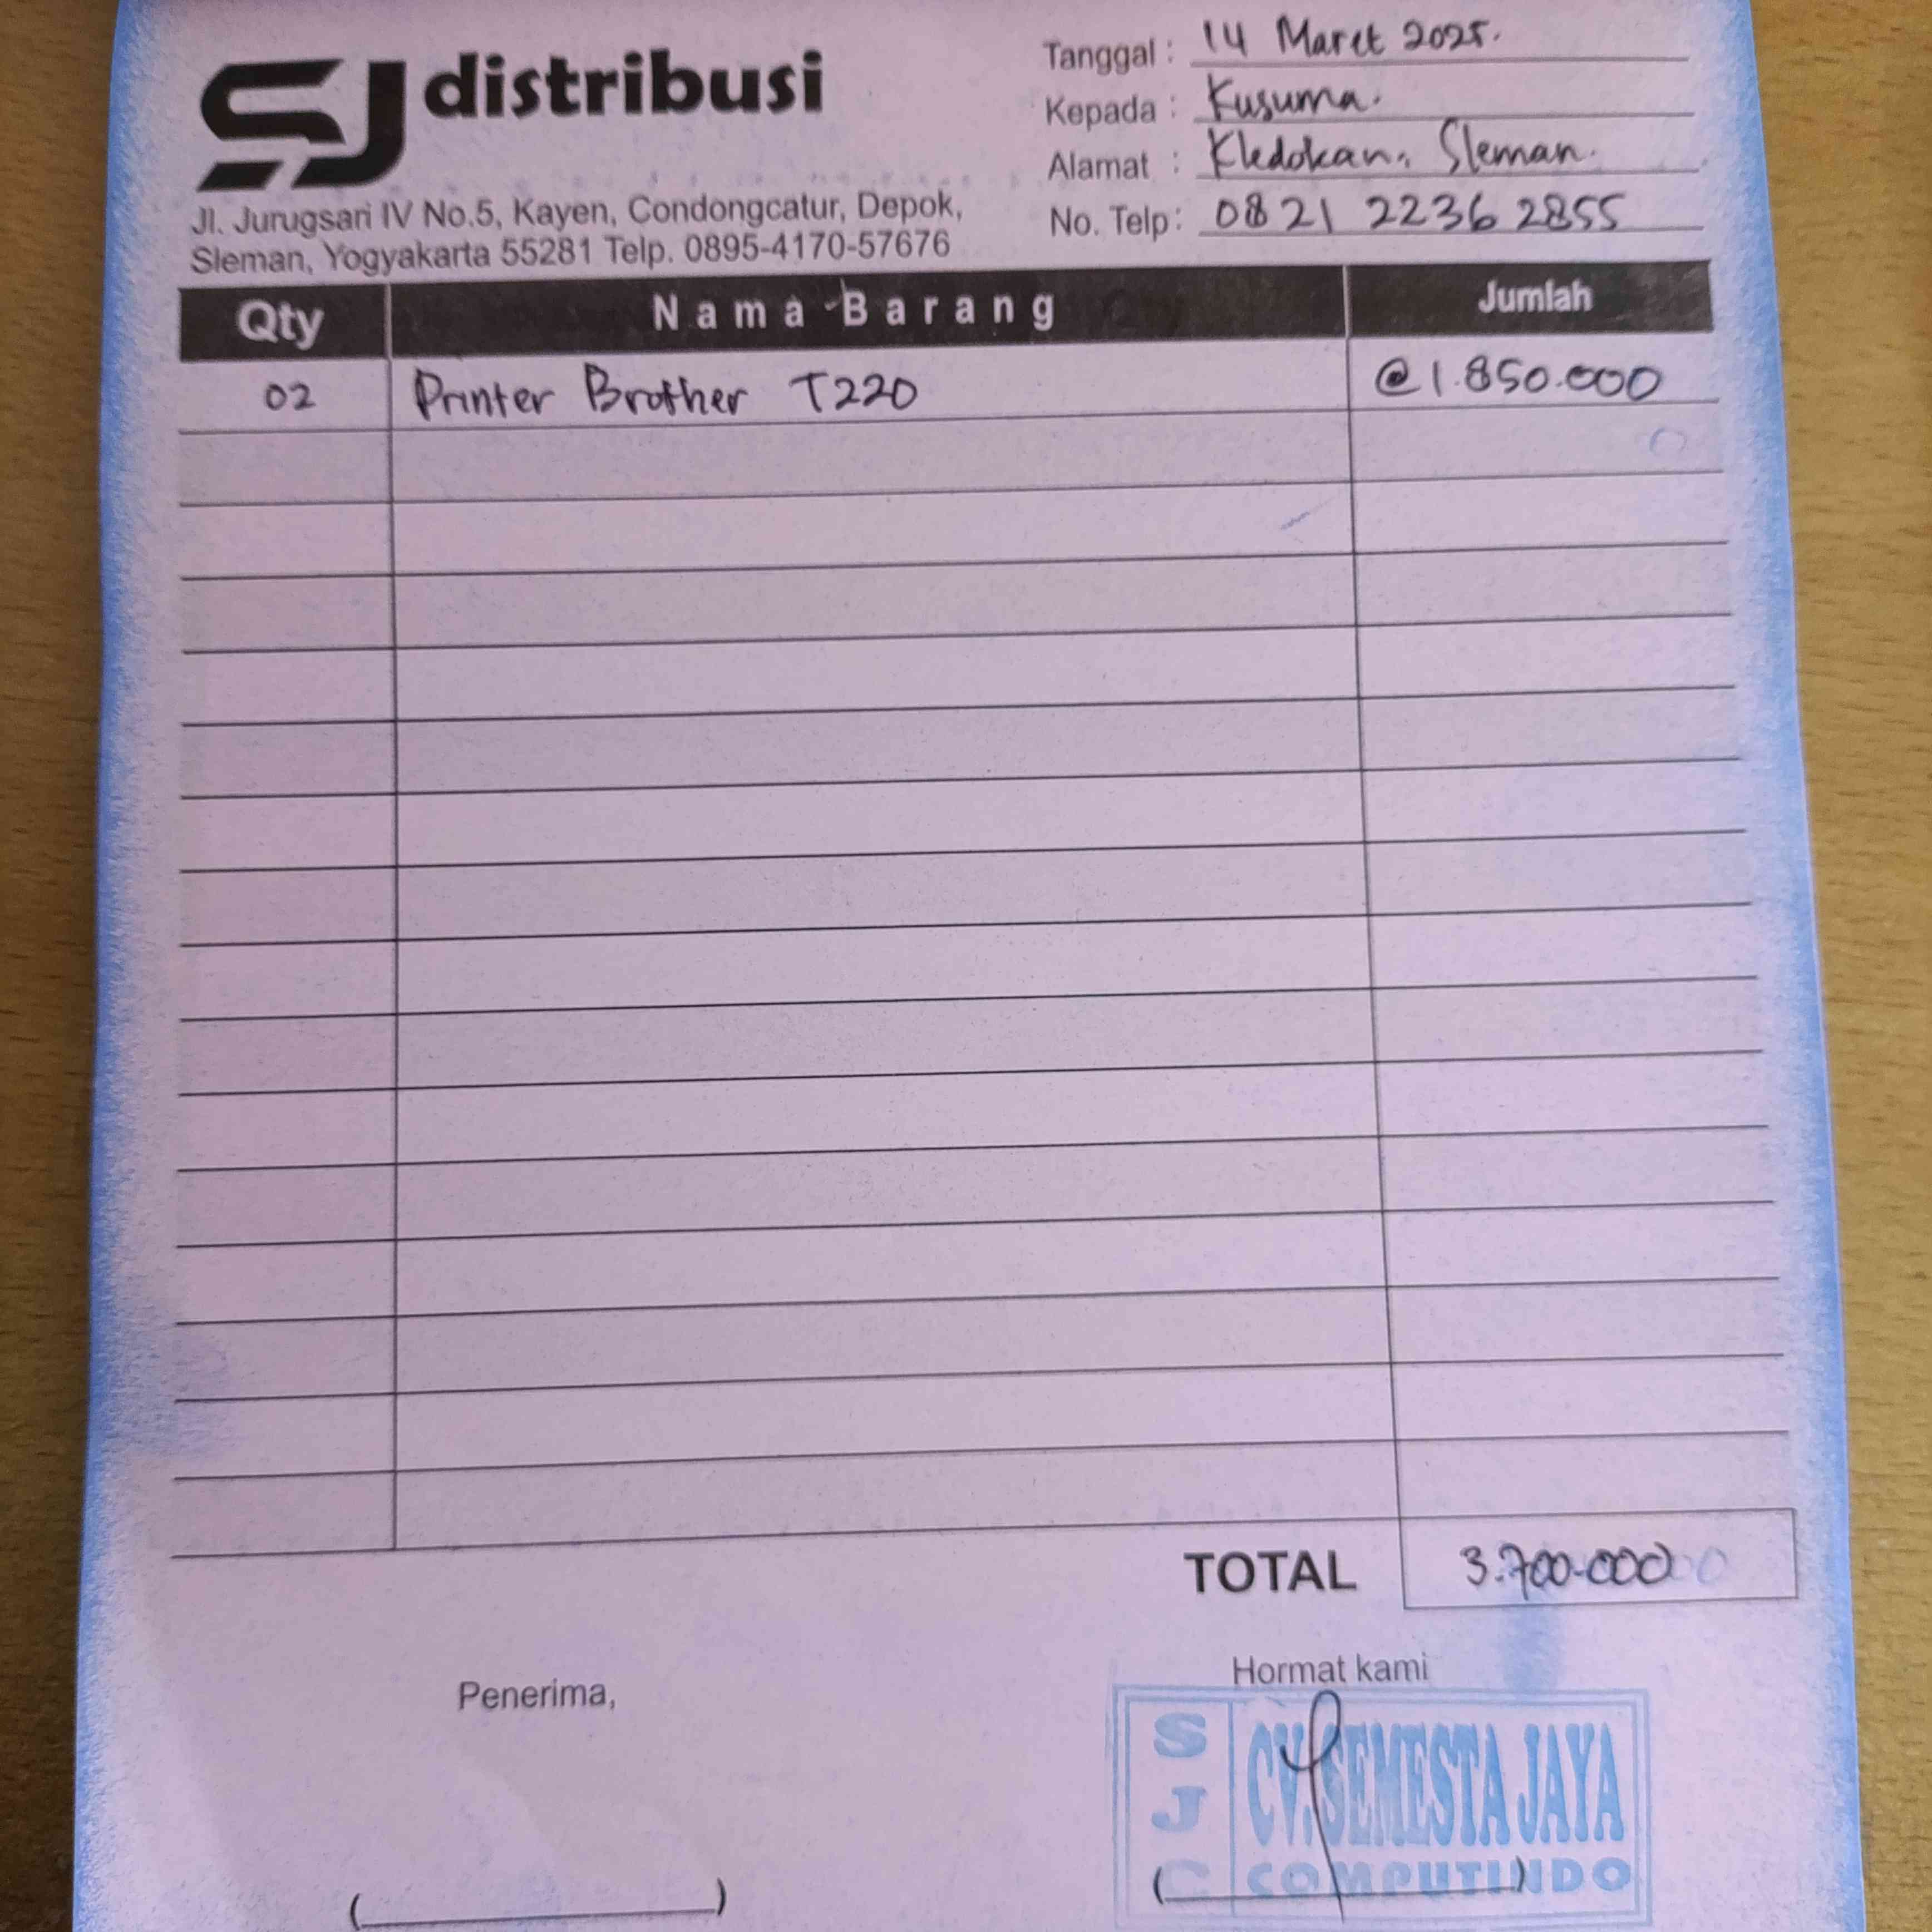 SJ distribusi
Jl. Jurugsari IV No.5, Kayen, Condongcatur, Depok,
Sleman, Yogyakarta 55281 Telp. 0895-4170-57676
Tanggal : 14 Maret 2025.
Kepada : Kusuma.
Alamat : Kledokan, Sleman.
No. Telp: 0821 2236 2855
Qty Nama Barang Jumlah
02 Printer Brother T220 @1.850.000
TOTAL 3.700.000
Penerima,
Hormat kami
SJC
CV. SEMESTA JAYA
COMPUTINDO